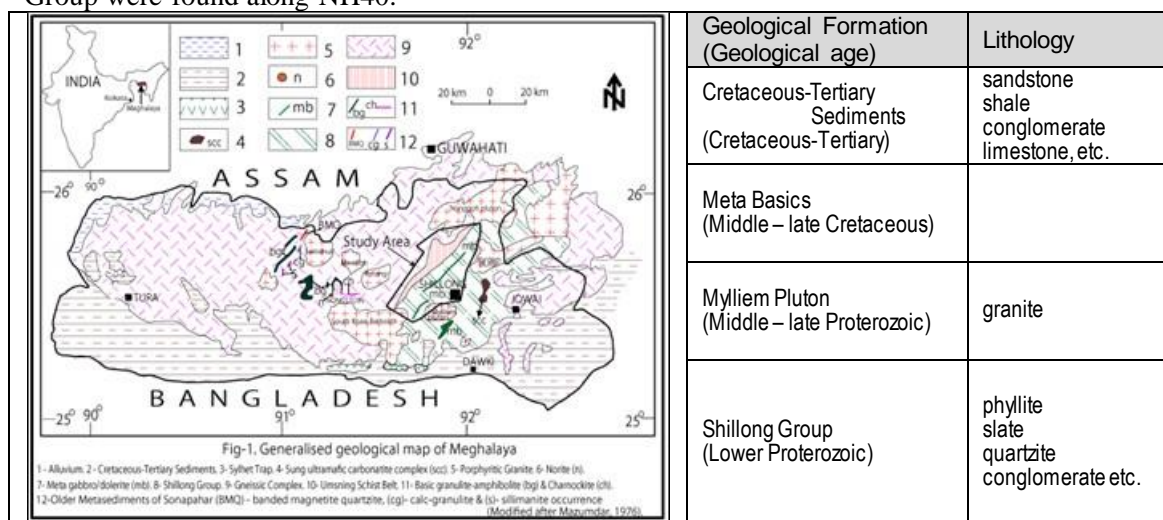 Group were found along NH40.
INDIA
Kolkata
Meghalaya
1
2
3
scc 4
5
n 6
mb 7
8
9
10
bg ch 11
BMQ cg s 12
92°
20 km 0 20 km
N
GUWAHATI
ASSAM
26 90°
26°
BMQ
Study Area
mb
bg
cg
s
TURA
SHILLONG
mb.
JOWAI
scc
mb
DAWKI
BANGLADESH
25° 90°
91°
92°
25°
Fig-1. Generalised geological map of Meghalaya
1 - Alluvium. 2 - Cretaceous-Tertiary Sediments. 3- Sylhet Trap. 4- Sung ultramafic carbonatite complex (scc). 5- Porphyritic Granite. 6- Norite (n).
7- Meta gabbro/dolerite (mb). 8- Shillong Group. 9- Gneissic Complex. 10- Umsning Schist Belt. 11- Basic granulite-amphibolite (bg) & Charnockite (ch).
12-Older Metasediments of Sonapahar (BMQ) - banded magnetite quartzite, (cg)- calc-granulite & (s)- sillimanite occurrence
(Modified after Mazumdar, 1976).
Geological Formation
(Geological age)
Lithology
Cretaceous-Tertiary
Sediments
(Cretaceous-Tertiary)
sandstone
shale
conglomerate
limestone, etc.
Meta Basics
(Middle – late Cretaceous)
Mylliem Pluton
(Middle – late Proterozoic)
granite
Shillong Group
(Lower Proterozoic)
phyllite
slate
quartzite
conglomerate etc.